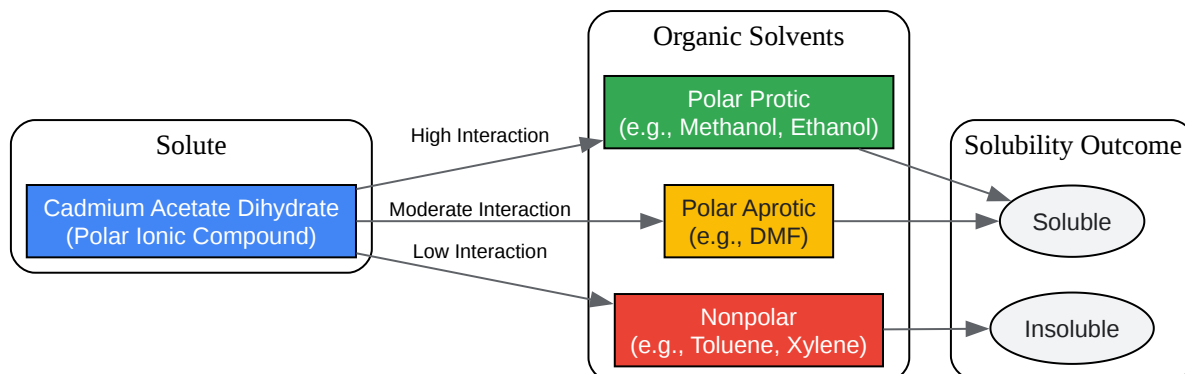 Solute
Cadmium Acetate Dihydrate
(Polar Ionic Compound)
High Interaction
Moderate Interaction
Low Interaction
Organic Solvents
Polar Protic
(e.g., Methanol, Ethanol)
Polar Aprotic
(e.g., DMF)
Nonpolar
(e.g., Toluene, Xylene)
Solubility Outcome
Soluble
Insoluble